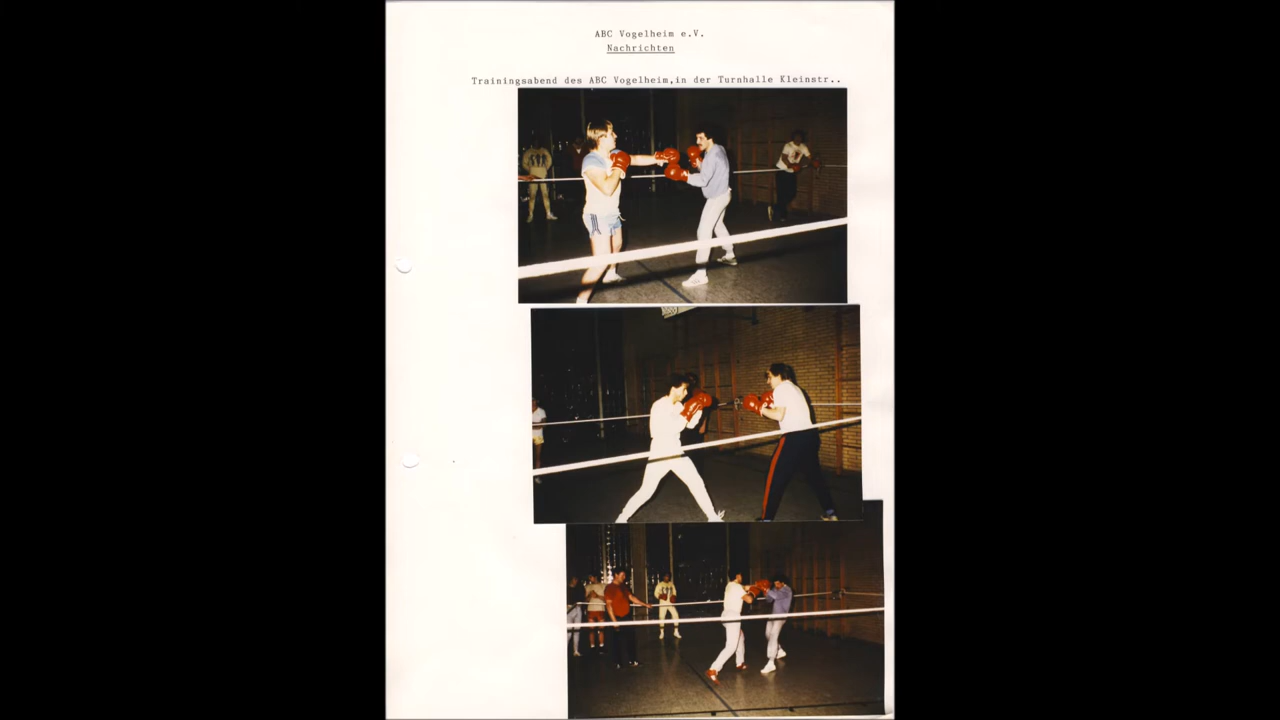 ABC Vogelheim e.V.
Nachrichten
Trainingsabend des ABC Vogelheim,in der Turnhalle Kleinstr..